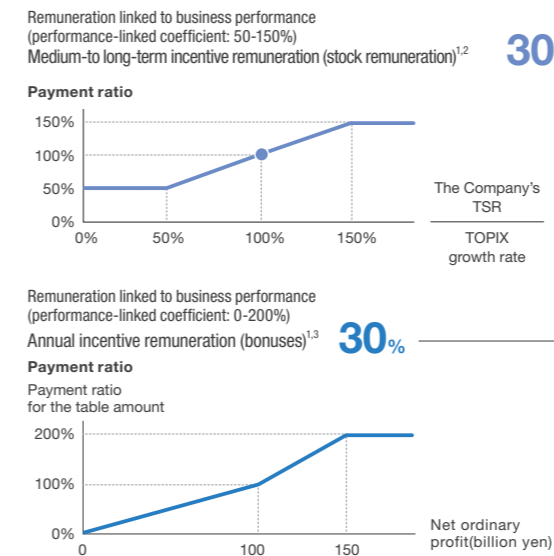 Remuneration linked to business performance
(performance-linked coefficient: 50-150%)
Medium-to long-term incentive remuneration (stock remuneration)1,2
30
Payment ratio
150%
100%
50%
0%
0% 50% 100% 150%
The Company's
TSR
TOPIX
growth rate
Remuneration linked to business performance
(performance-linked coefficient: 0-200%)
Annual incentive remuneration (bonuses)1,3
30%
Payment ratio
Payment ratio
for the table amount
200%
100%
0%
0 100 150
Net ordinary
profit(billion yen)